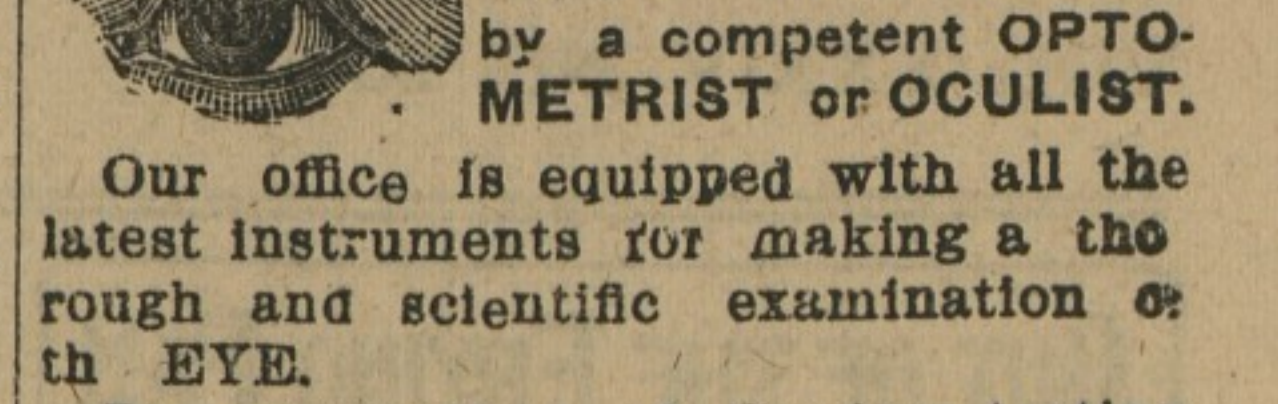 by a competent OPTO-
METRIST or OCULIST.
Our office is equipped with all the
latest instruments for making a tho
rough and scientific examination
th EYE.